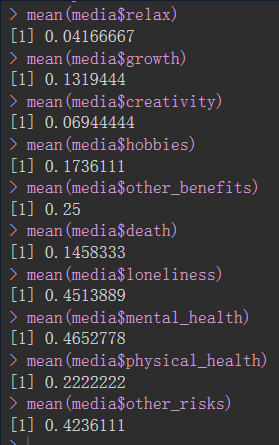 > mean(media$relax)
[1] 0.04166667
> mean(media$growth)
[1] 0.1319444
> mean(media$creativity)
[1] 0.06944444
> mean(media$hobbies)
[1] 0.1736111
> mean(media$other_benefits)
[1] 0.25
> mean(media$death)
[1] 0.1458333
> mean(media$loneliness)
[1] 0.4513889
> mean(media$mental_health)
[1] 0.4652778
> mean(media$physical_health)
[1] 0.2222222
> mean(media$other_risks)
[1] 0.4236111